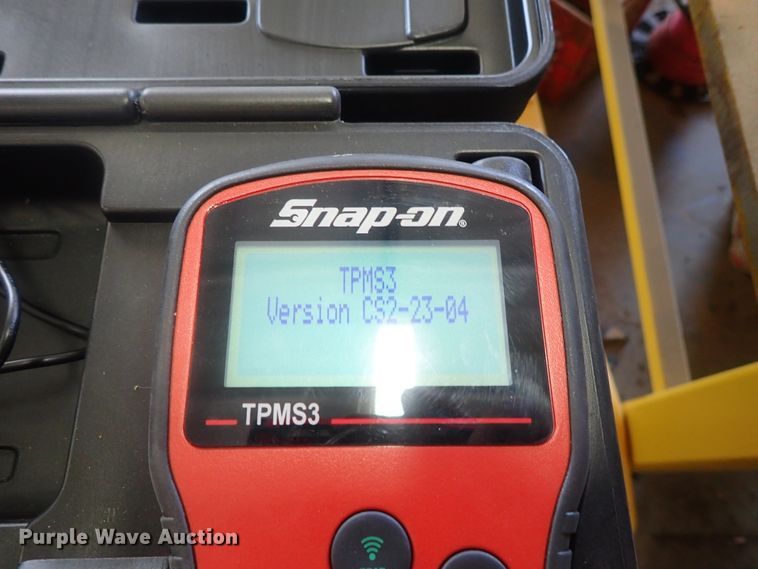 Snap-on®
TPMS3
Version CS2-23-04
TPMS3
Purple Wave Auction